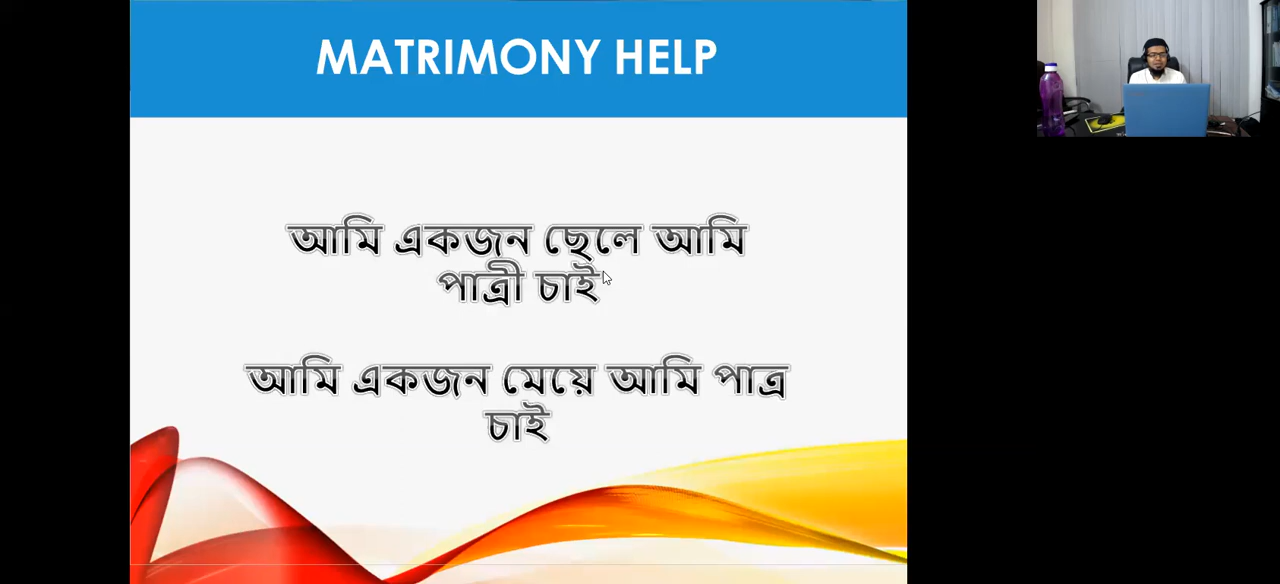 MATRIMONY HELP
আমি একজন ছেলে আমি
পাত্রী চাই
আমি একজন মেয়ে আমি পাত্র
চাই